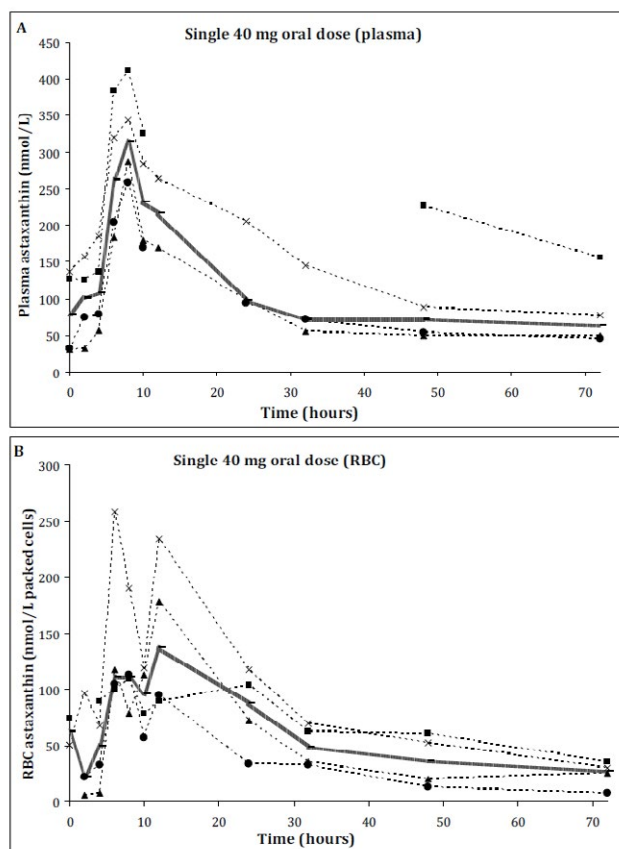 A
Single 40 mg oral dose (plasma)
Plasma astaxanthin (nmol/L)
450
400
350
300
250
200
150
100
50
0
0 10 20 30 40 50 60 70
Time (hours)
B
Single 40 mg oral dose (RBC)
RBC astaxanthin (nmol/L packed cells)
300
250
200
150
100
50
0
0 10 20 30 40 50 60 70
Time (hours)